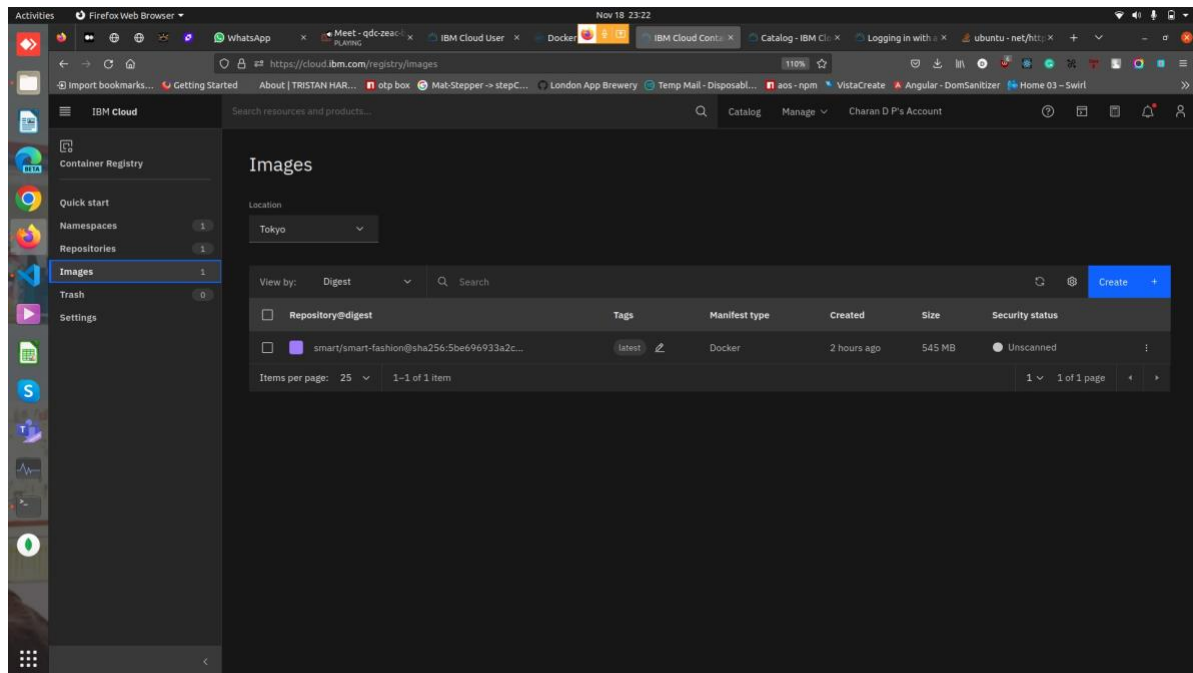 Activities Firefox Web Browser Nov 18 23:22
WhatsApp × Meet - qdc-zeac- × IBM Cloud User × Docker IBM Cloud Conta × Catalog - IBM Clo × Logging in with a × ubuntu - net/http ×
PLAYING
https://cloud.ibm.com/registry/images 110%
Import bookmarks... Getting Started About | TRISTAN HAR... otp box Mat-Stepper -> stepC... London App Brewery Temp Mail - Disposabl... aos - npm VistaCreate Angular - DomSanitizer Home 03 – Swirl
IBM Cloud Search resources and products... Catalog Manage Charan D P's Account
Container Registry
Quick start
Namespaces 1
Repositories 1
Images 1
Trash 0
Settings
Images
Location
Tokyo
View by: Digest Search Create +
Repository@digest Tags Manifest type Created Size Security status
smart/smart-fashion@sha256:5be696933a2c... latest Docker 2 hours ago 545 MB Unscanned
Items per page: 25 1–1 of 1 item 1 1 of 1 page
BETA